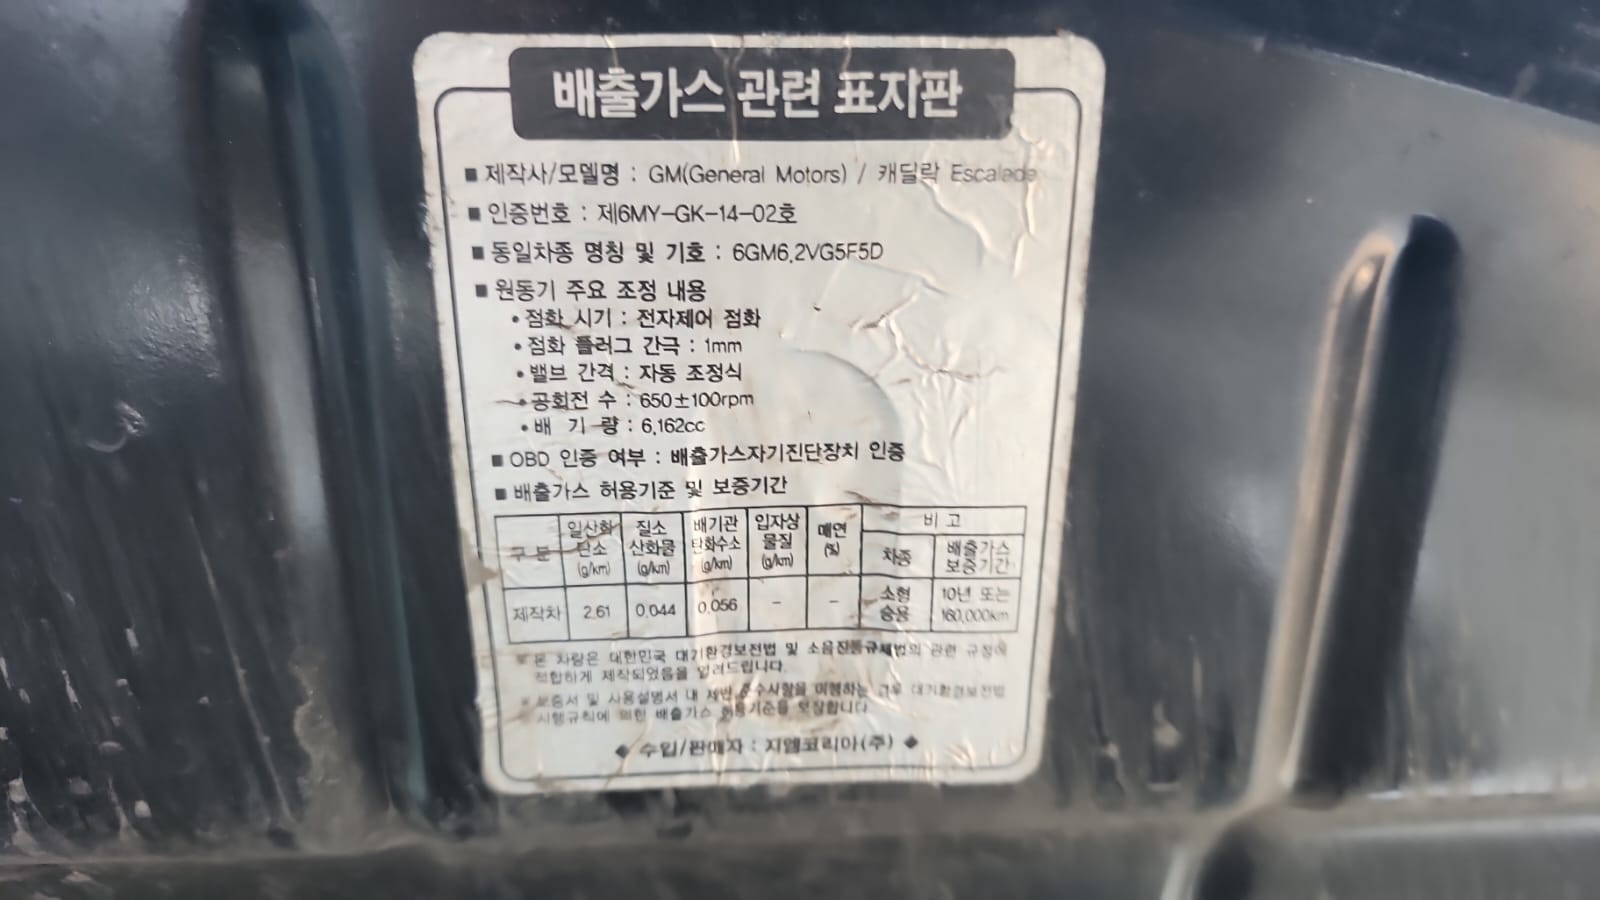 배출가스 관련 표지판
■ 제작사/모델명 : GM(General Motors) / 캐딜락 Escalade
■ 인증번호 : 제6MY-GK-14-02호
■ 동일차종 명칭 및 기호 : 6GM6.2VG5F5D
■ 원동기 주요 조정 내용
• 점화 시기 : 전자제어 점화
• 점화 플러그 간극 : 1mm
• 밸브 간격 : 자동 조정식
• 공회전 수 : 650±100rpm
• 배 기 량 : 6,162cc
■ OBD 인증 여부 : 배출가스자기진단장치 인증
■ 배출가스 허용기준 및 보증기간
구 분 일산화탄소 (g/km) 질소산화물 (g/km) 배기관탄화수소 (g/km) 입자상물질 (g/km) 매연 (%) 비 고
차종 배출가스 보증기간
제작차 2.61 0.044 0.056 - - 소형승용 10년 또는 160,000km
※ 본 차량은 대한민국 대기환경보전법 및 소음진동규제법의 관련 규정에
적합하게 제작되었음을 알려드립니다.
※ 보증서 및 사용설명서 내 제반 준수사항을 이행하는 경우 대기환경보전법
시행규칙에 의한 배출가스 허용기준을 보장합니다.
◆ 수입/판매자 : 지엠코리아(주) ◆